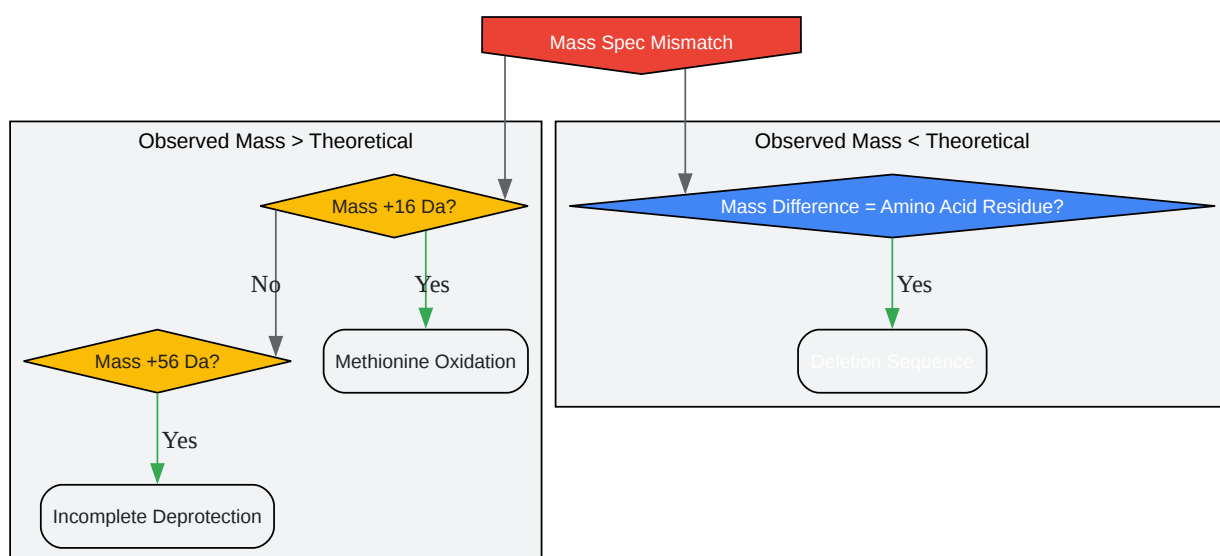 Mass Spec Mismatch
Observed Mass > Theoretical
Observed Mass < Theoretical
Mass +16 Da?
Mass Difference = Amino Acid Residue?
No
Yes
Yes
Mass +56 Da?
Methionine Oxidation
Deletion Sequence
Yes
Incomplete Deprotection